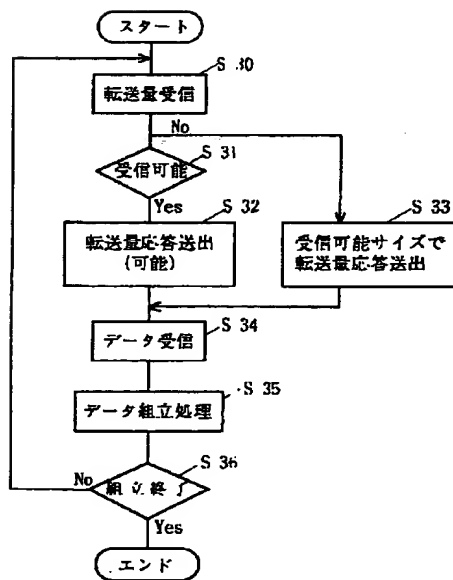 スタート
S 30
転送量受信
No
S 31
受信可能
Yes
S 32
転送量応答送出
(可能)
S 33
受信可能サイズで
転送量応答送出
S 34
データ受信
S 35
データ組立処理
S 36
No
組立終了
Yes
エンド